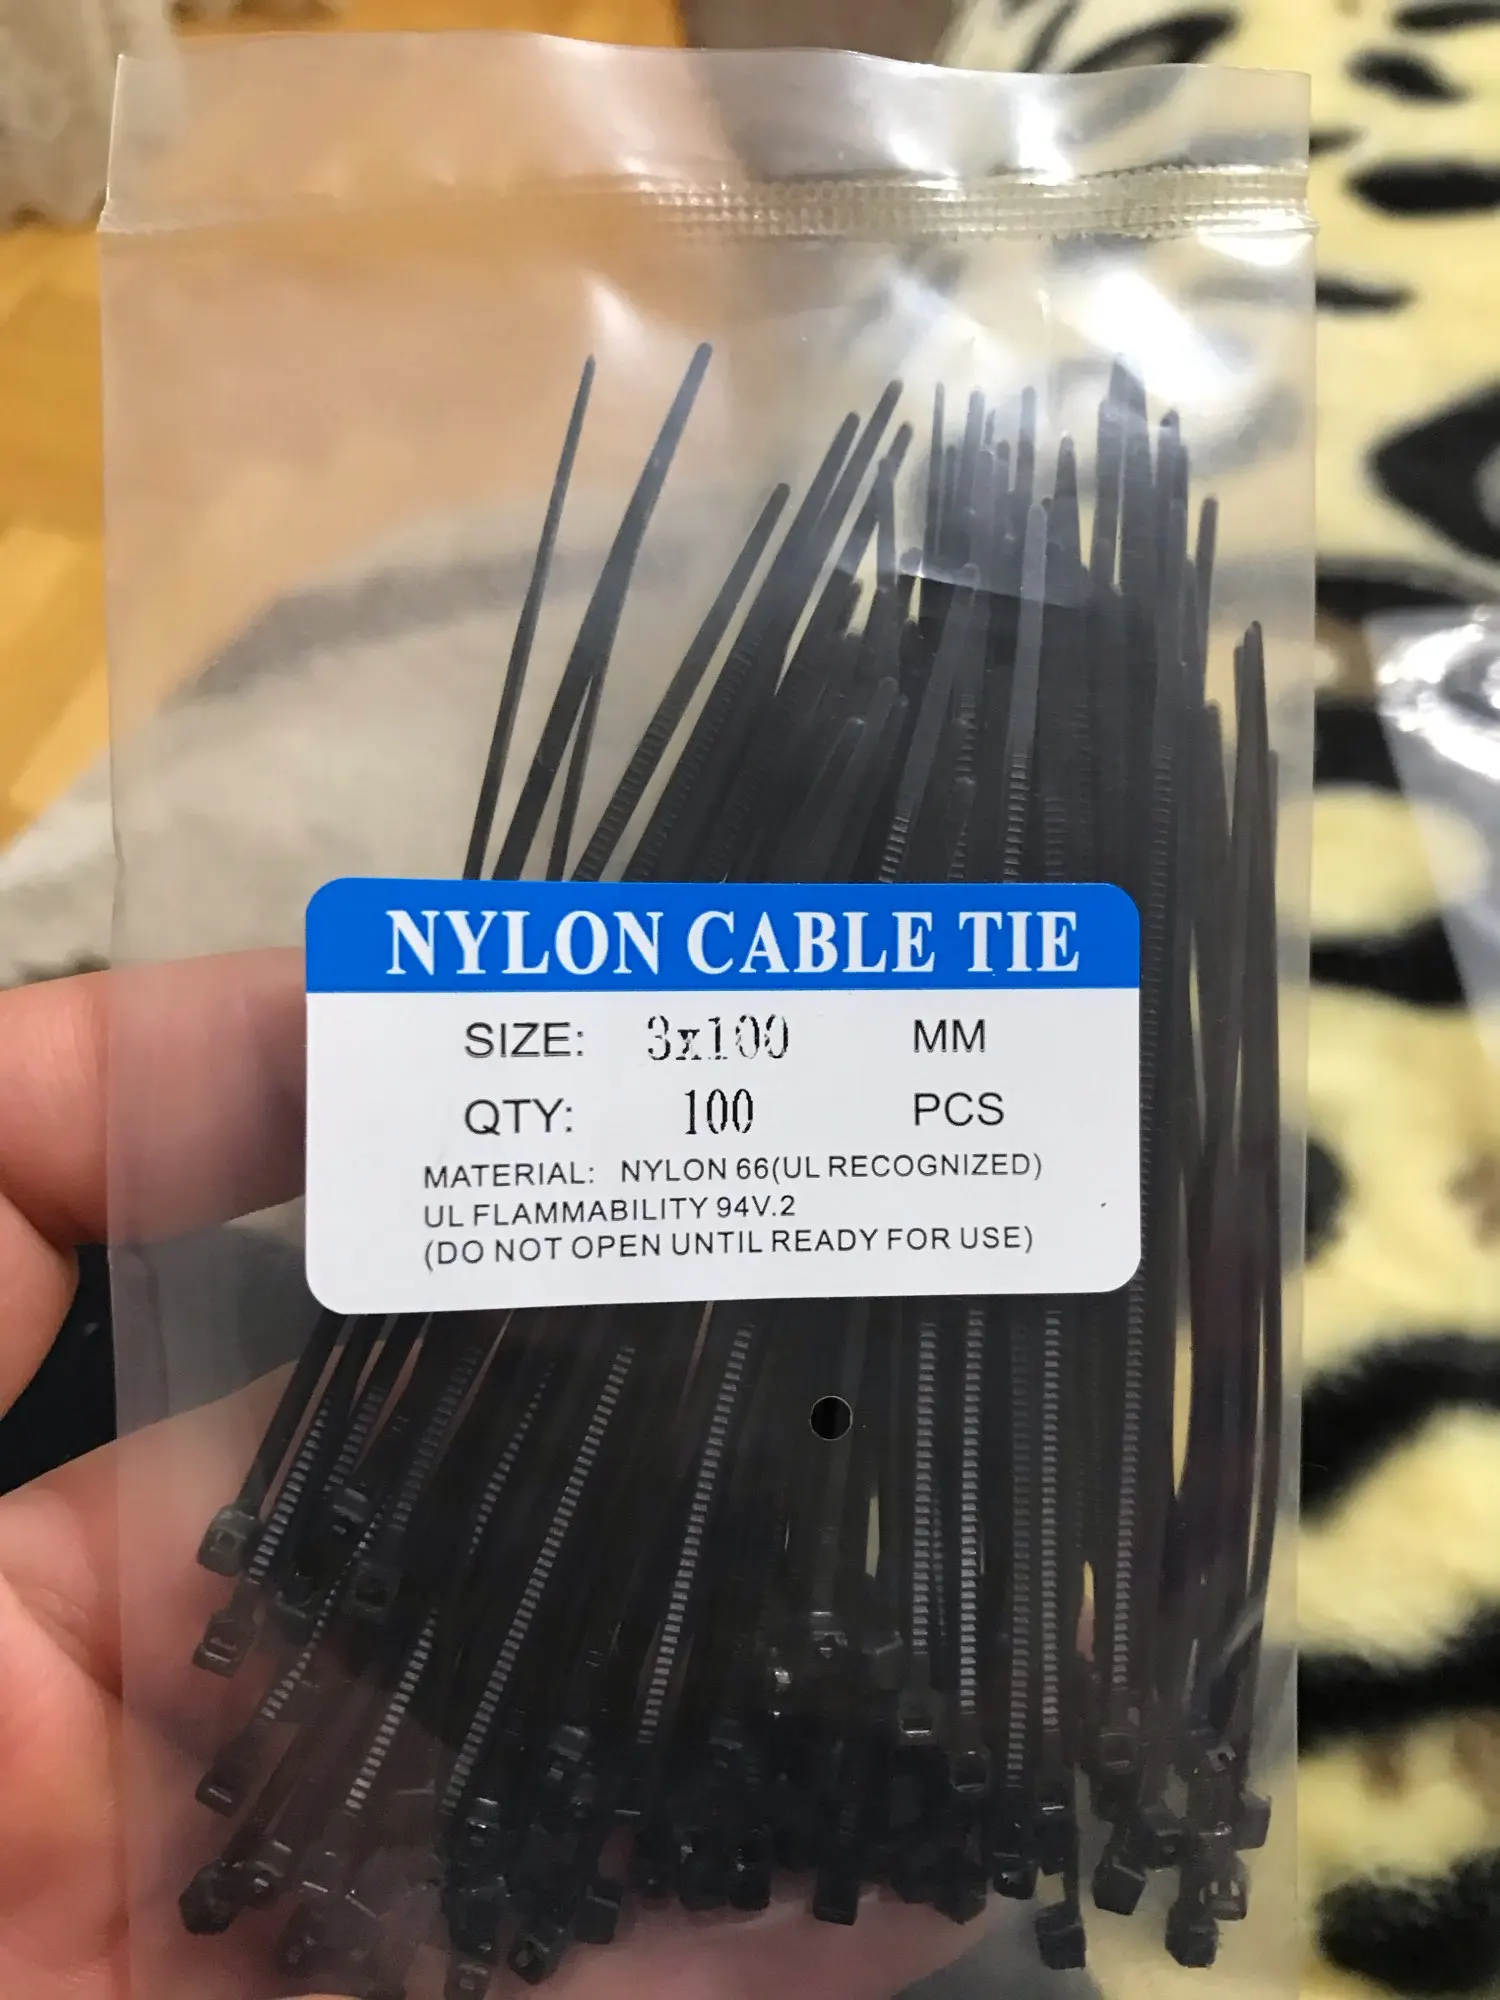 NYLON CABLE TIE
SIZE: 3x100 MM
QTY: 100 PCS
MATERIAL: NYLON 66(UL RECOGNIZED)
UL FLAMMABILITY 94V.2
(DO NOT OPEN UNTIL READY FOR USE)